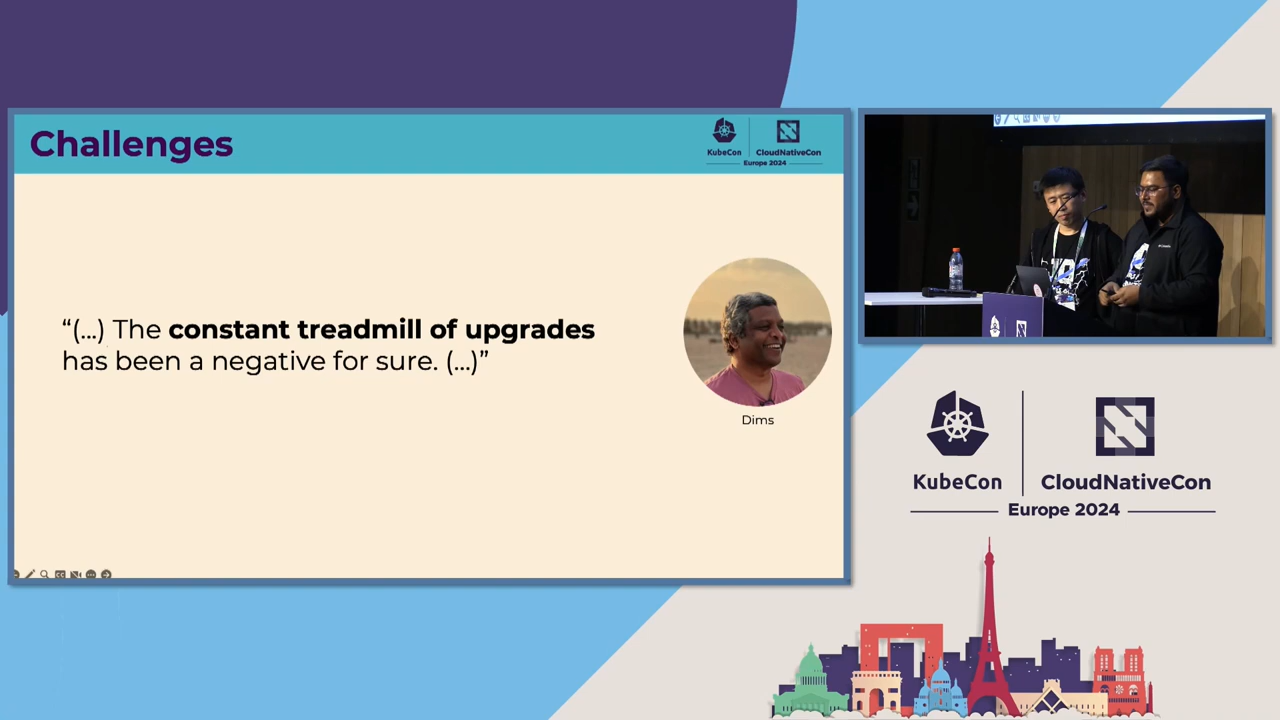 Challenges
KubeCon
CloudNativeCon
Europe 2024
“(...) The constant treadmill of upgrades
has been a negative for sure. (...)”
Dims
KubeCon
CloudNativeCon
Europe 2024